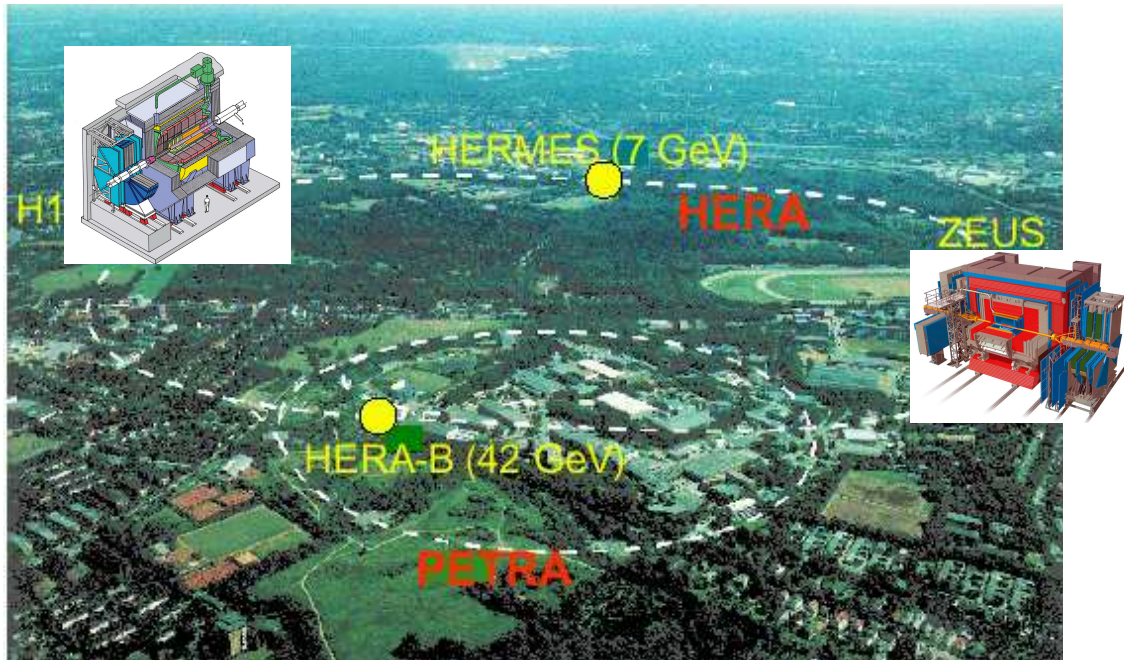 HERMES (7 GeV)
H1
HERA
ZEUS
HERA-B (42 GeV)
PETRA